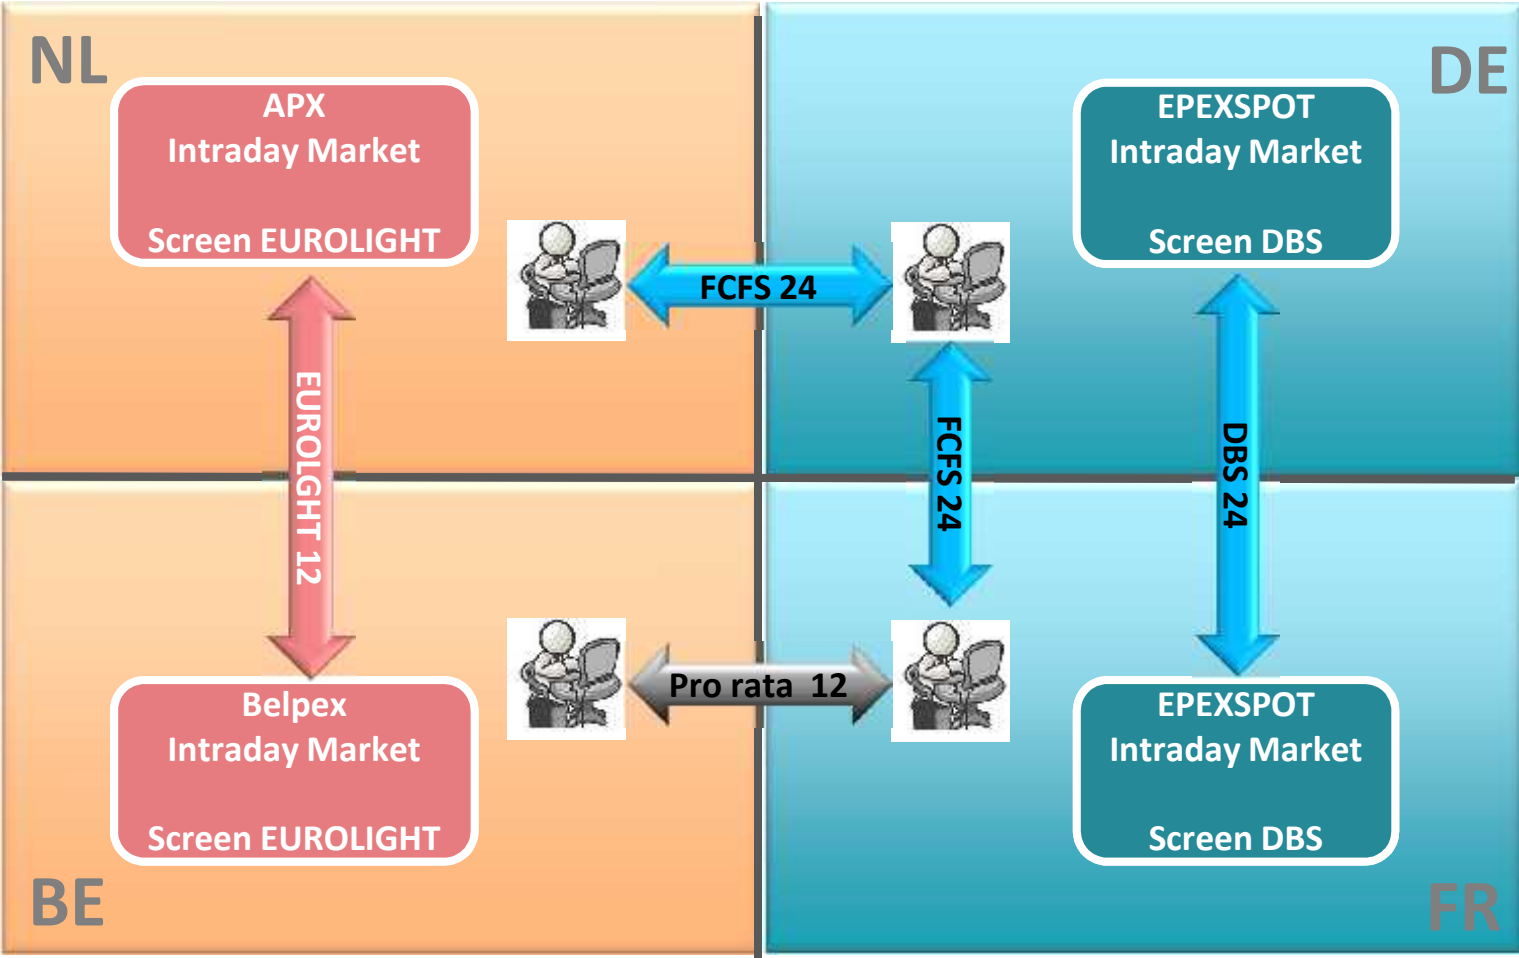 NL
APX
Intraday Market
Screen EUROLIGHT
DE
EPEXSPOT
Intraday Market
Screen DBS
FCFS 24
EUROLGHT 12
FCFS 24
DBS 24
Pro rata  12
Belpex
Intraday Market
Screen EUROLIGHT
BE
EPEXSPOT
Intraday Market
Screen DBS
FR